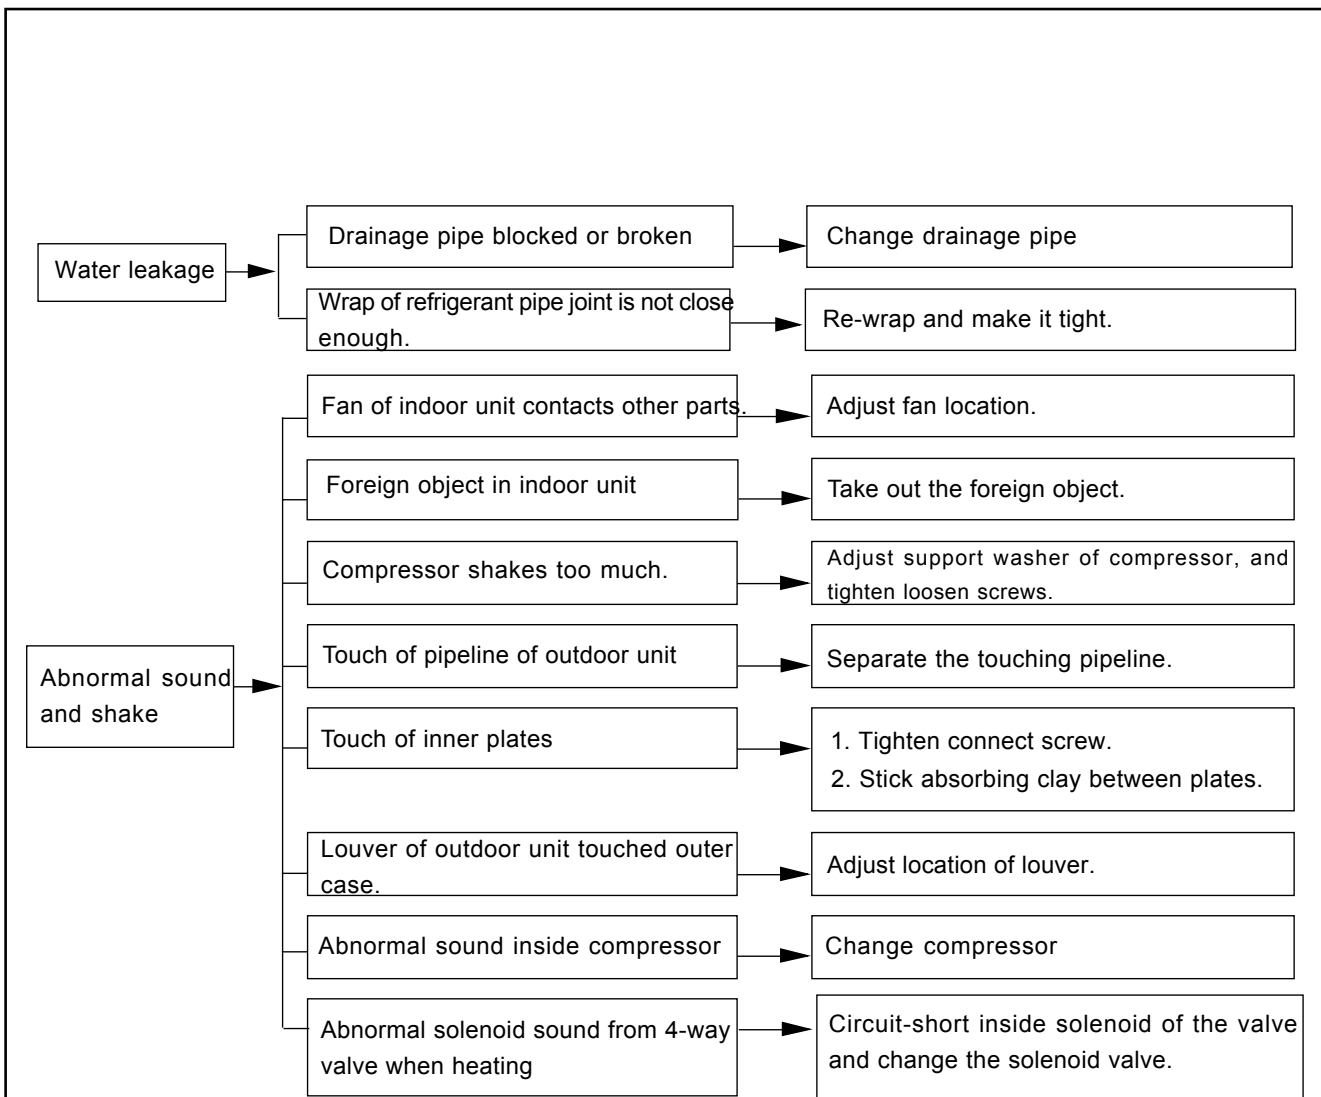 Water leakage
Drainage pipe blocked or broken
Change drainage pipe
Wrap of refrigerant pipe joint is not close
enough.
Re-wrap and make it tight.
Abnormal sound
and shake
Fan of indoor unit contacts other parts.
Adjust fan location.
Foreign object in indoor unit
Take out the foreign object.
Compressor shakes too much.
Adjust support washer of compressor, and
tighten loosen screws.
Touch of pipeline of outdoor unit
Separate the touching pipeline.
Touch of inner plates
1. Tighten connect screw.
2. Stick absorbing clay between plates.
Louver of outdoor unit touched outer
case.
Adjust location of louver.
Abnormal sound inside compressor
Change compressor
Abnormal solenoid sound from 4-way
valve when heating
Circuit-short inside solenoid of the valve
and change the solenoid valve.